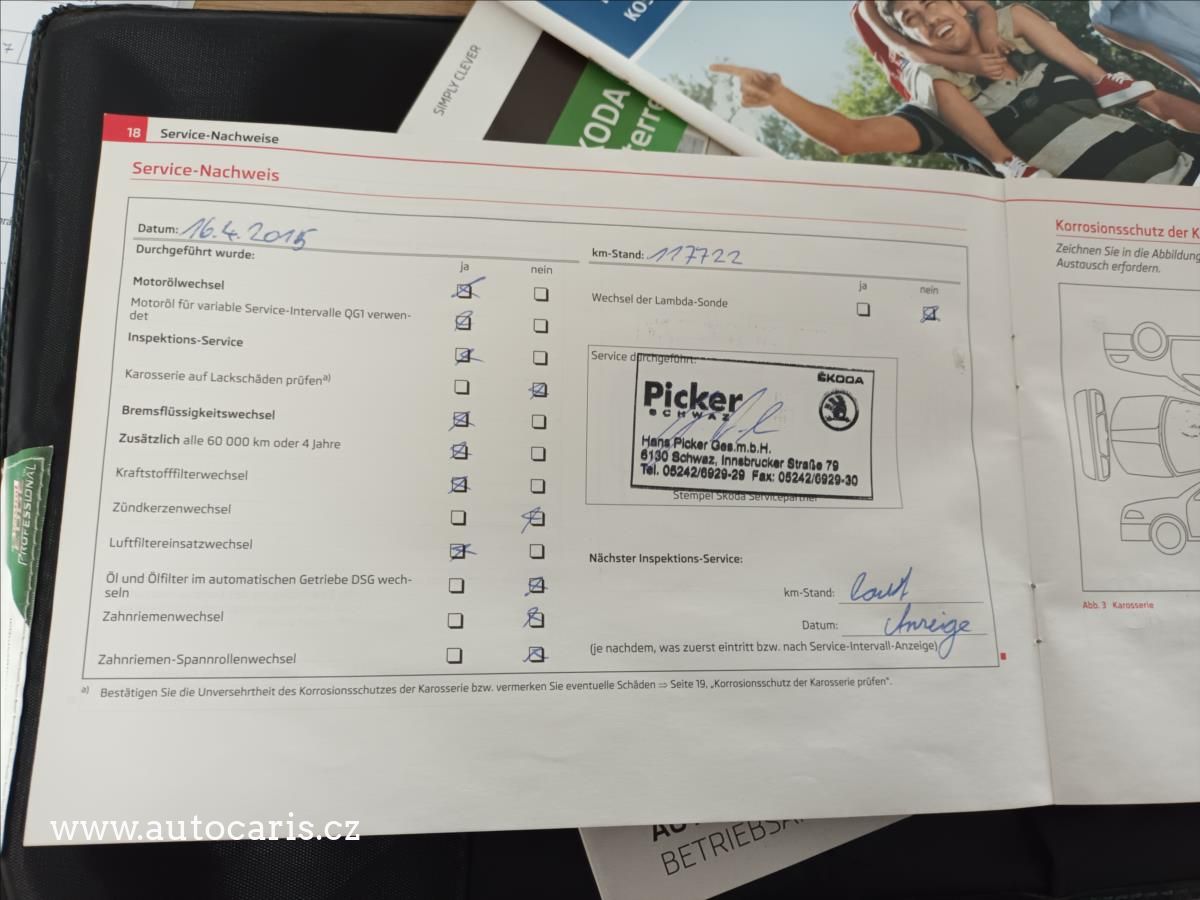 SIMPLY CLEVER
18 Service-Nachweise
Service-Nachweis
Datum: 16.4.2015
km-Stand: 117722
Durchgeführt wurde:
ja nein
Motorölwechsel
Motoröl für variable Service-Intervalle QG1 verwen-
det
Inspektions-Service
Karosserie auf Lackschäden prüfen a)
Bremsflüssigkeitswechsel
Zusätzlich alle 60 000 km oder 4 Jahre
Kraftstofffilterwechsel
Zündkerzenwechsel
Luftfiltereinsatzwechsel
Öl und Ölfilter im automatischen Getriebe DSG wech-
seln
Zahnriemenwechsel
Zahnriemen-Spannrollenwechsel
ja nein
Wechsel der Lambda-Sonde
Service durchgeführt:
ŠKODA
Picker
SCHWAZ
Hans Picker Ges.m.b.H.
6130 Schwaz, Innsbrucker Straße 79
Tel. 05242/6929-29 Fax: 05242/6929-30
Stempel Škoda Servicepartner
Nächster Inspektions-Service:
km-Stand: laut
Datum: Anzeige
(je nachdem, was zuerst eintritt bzw. nach Service-Intervall-Anzeige)
a) Bestätigen Sie die Unversehrtheit des Korrosionsschutzes der Karosserie bzw. vermerken Sie eventuelle Schäden ⇒ Seite 19, „Korrosionsschutz der Karosserie prüfen".
Korrosionsschutz der K
Zeichnen Sie in die Abbildung
Austausch erfordern.
Abb. 3 Karosserie
PROFESSIONAL
BETRIEBSA
www.autocaris.cz